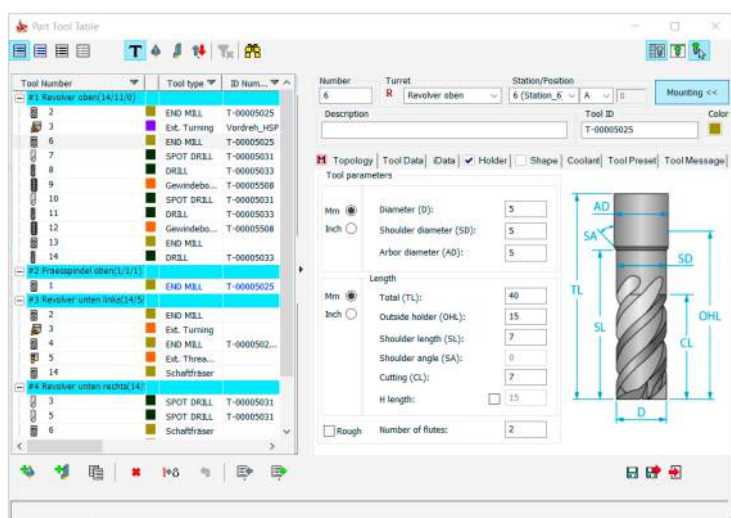 Part Tool Table
T
Tool Number Tool type ID Num...
#1 Revolver oben(14/11/0)
2 END MILL T-00005025
3 Ext. Turning Vordreh_HSP
6 END MILL T-00005025
7 SPOT DRILL T-00005031
8 DRILL T-00005033
9 Gewindebo... T-00005508
10 SPOT DRILL T-00005031
11 DRILL T-00005033
12 Gewindebo... T-00005508
13 END MILL
14 DRILL T-00005033
#2 Fraesspindel oben(1/1/1)
1 END MILL T-00005025
#3 Revolver unten links(14/5/
2 END MILL
3 Ext. Turning
4 END MILL T-0000502...
5 Ext. Threa...
14 Schaftfräser
#4 Revolver unten rechts(14/
3 SPOT DRILL T-00005031
5 SPOT DRILL T-00005031
6 Schaftfräser
Number Turret Station/Position
6 R Revolver oben 6 (Station_6 A 6 Mounting <<
Description Tool ID Color
T-00005025
M Topology Tool Data iData Holder Shape Coolant Tool Preset Tool Message
Tool parameters
Mm Diameter (D): 5
Inch Shoulder diameter (SD): 5
Arbor diameter (AD): 5
Length
Mm Total (TL): 40
Inch Outside holder (OHL): 15
Shoulder length (SL): 7
Shoulder angle (SA): 0
Cutting (CL): 7
H length: 15
Rough Number of flutes: 2
AD
SA
SD
TL
OHL
SL
CL
D